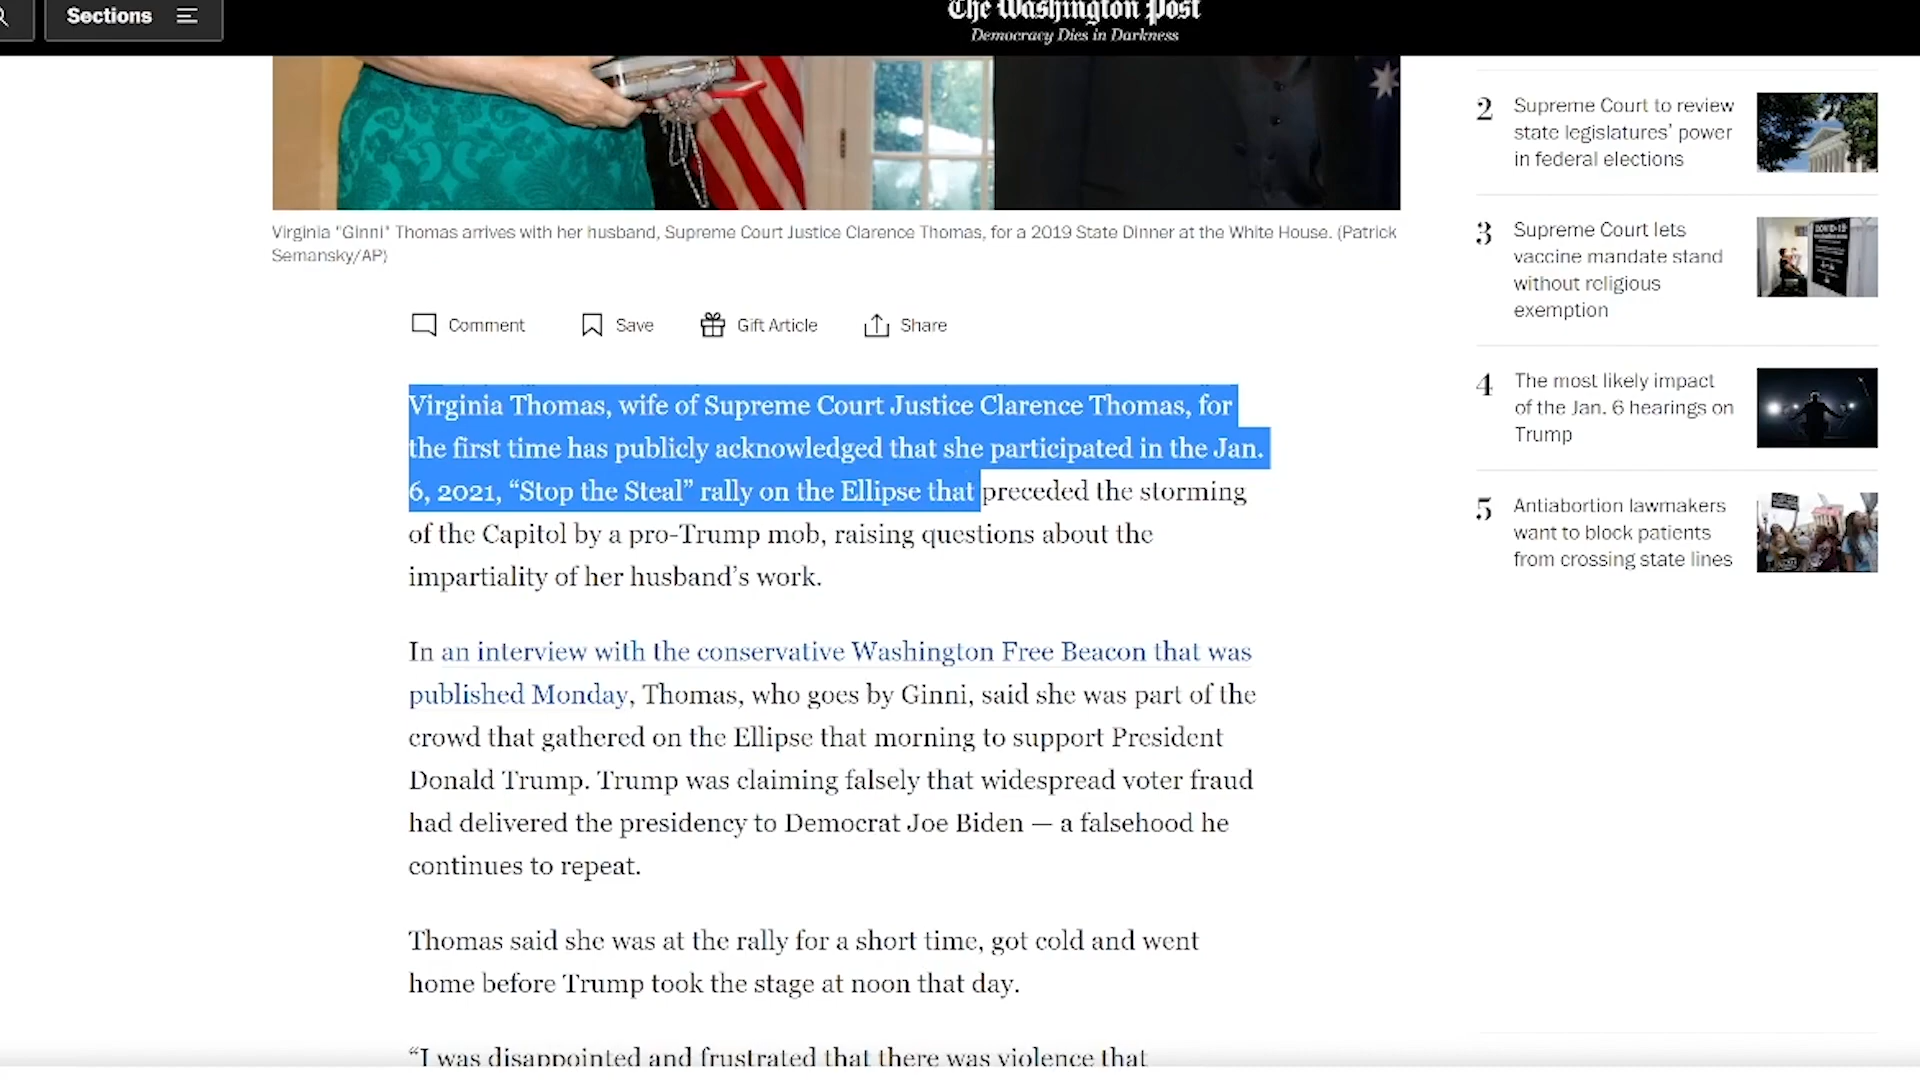 Sections
The Washington Post
Democracy Dies in Darkness
Virginia "Ginni" Thomas arrives with her husband, Supreme Court Justice Clarence Thomas, for a 2019 State Dinner at the White House. (Patrick
Semansky/AP)
Comment
Save
Gift Article
Share
Virginia Thomas, wife of Supreme Court Justice Clarence Thomas, for
the first time has publicly acknowledged that she participated in the Jan.
6, 2021, “Stop the Steal” rally on the Ellipse that preceded the storming
of the Capitol by a pro-Trump mob, raising questions about the
impartiality of her husband’s work.
In an interview with the conservative Washington Free Beacon that was
published Monday, Thomas, who goes by Ginni, said she was part of the
crowd that gathered on the Ellipse that morning to support President
Donald Trump. Trump was claiming falsely that widespread voter fraud
had delivered the presidency to Democrat Joe Biden — a falsehood he
continues to repeat.
Thomas said she was at the rally for a short time, got cold and went
home before Trump took the stage at noon that day.
“I was disappointed and frustrated that there was violence that
2
Supreme Court to review
state legislatures’ power
in federal elections
3
Supreme Court lets
vaccine mandate stand
without religious
exemption
COVID-19
4
The most likely impact
of the Jan. 6 hearings on
Trump
5
Antiabortion lawmakers
want to block patients
from crossing state lines